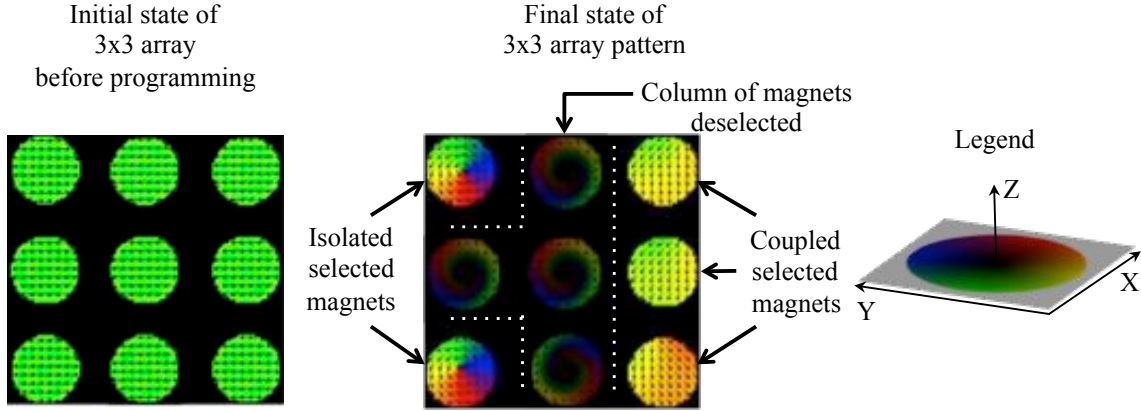 Initial state of
3x3 array
before programming
Final state of
3x3 array pattern
Column of magnets
deselected
Isolated
selected
magnets
Coupled
selected
magnets
Legend
Z
X
Y